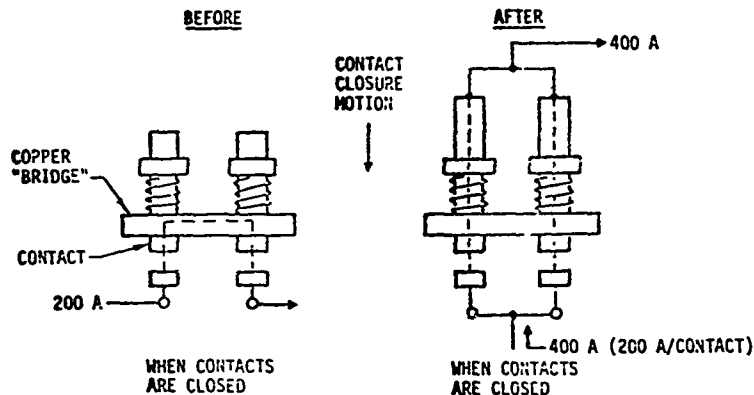 BEFORE
AFTER
400 A
CONTACT
CLOSURE
MOTION
COPPER
"BRIDGE"
CONTACT
200 A
400 A (200 A/CONTACT)
WHEN CONTACTS
ARE CLOSED
WHEN CONTACTS
ARE CLOSED